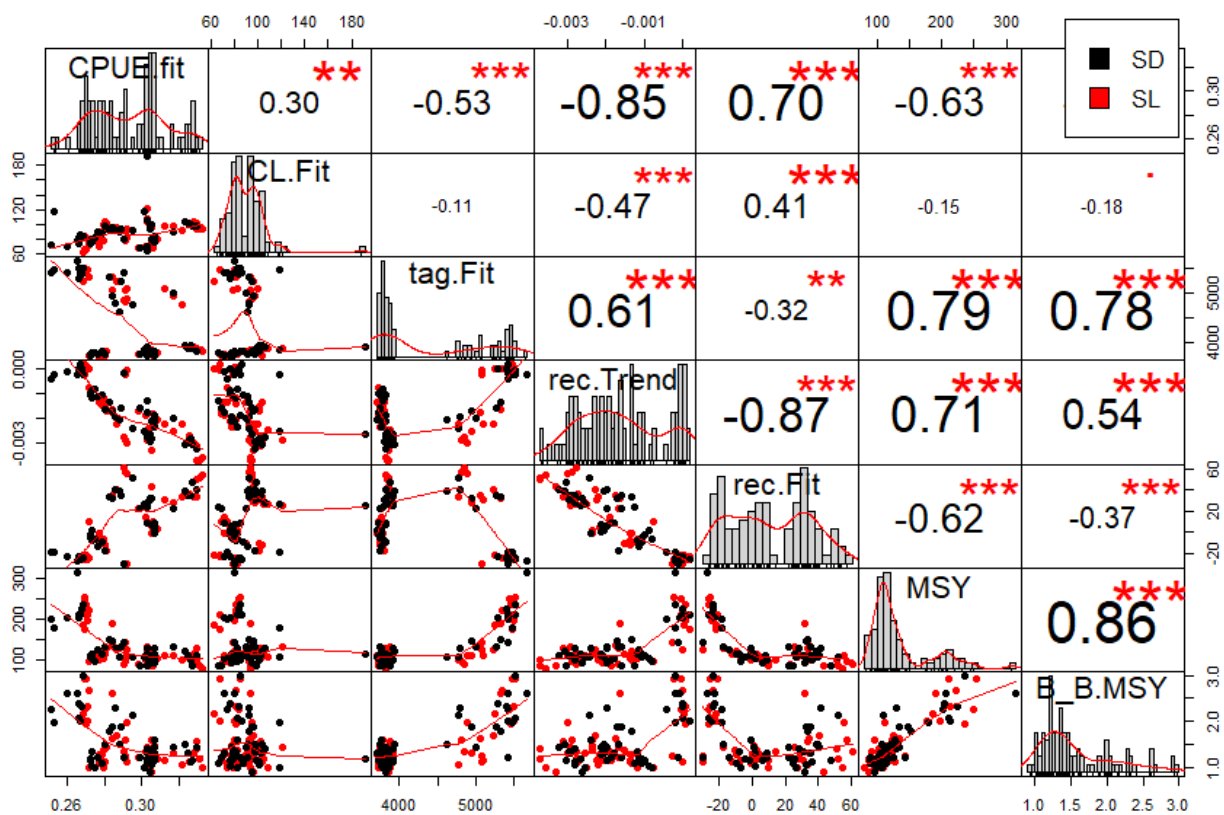 60 100 140 180 -0.003 -0.001 100 200 300
CPUE.fit ** 0.30 *** -0.53 *** -0.85 *** 0.70 *** -0.63 0.26 0.30
SD
SL
60 120 180 CL.Fit -0.11 *** -0.47 *** 0.41 -0.15 . -0.18
tag.Fit *** 0.61 ** -0.32 *** 0.79 *** 0.78 4000 5000
-0.003 0.000 rec.Trend *** -0.87 *** 0.71 *** 0.54
rec.Fit *** -0.62 *** -0.37 -20 20 60
100 300 MSY *** 0.86
B_B.MSY 1.0 2.0 3.0
0.26 0.30 4000 5000 -20 0 20 40 60 1.0 1.5 2.0 2.5 3.0